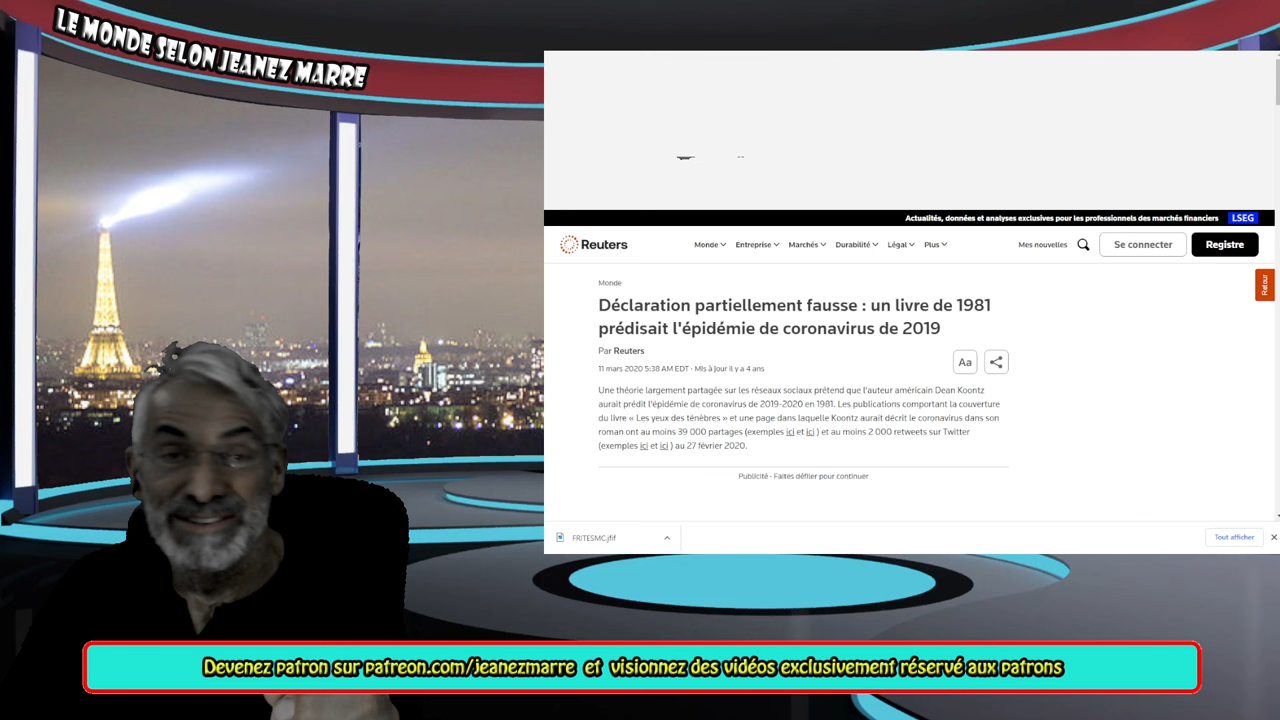 LE MONDE SELON JEANEZ MARRE
Actualités, données et analyses exclusives pour les professionnels des marchés financiers
LSEG
Reuters
Monde
Entreprise
Marchés
Durabilité
Légal
Plus
Mes nouvelles
Se connecter
Registre
Retour
Monde
Déclaration partiellement fausse : un livre de 1981
prédisait l'épidémie de coronavirus de 2019
Par Reuters
11 mars 2020 5:38 AM EDT · Mis à jour il y a 4 ans
Aa
Une théorie largement partagée sur les réseaux sociaux prétend que l'auteur américain Dean Koontz
aurait prédit l'épidémie de coronavirus de 2019-2020 en 1981. Les publications comportant la couverture
du livre « Les yeux des ténèbres » et une page dans laquelle Koontz aurait décrit le coronavirus dans son
roman ont au moins 39 000 partages (exemples ici et ici ) et au moins 2 000 retweets sur Twitter
(exemples ici et ici ) au 27 février 2020.
Publicité · Faites défiler pour continuer
FRITESMC.jfif
Tout afficher
Devenez patron sur patreon.com/jeanezmarre et visionnez des vidéos exclusivement réservé aux patrons